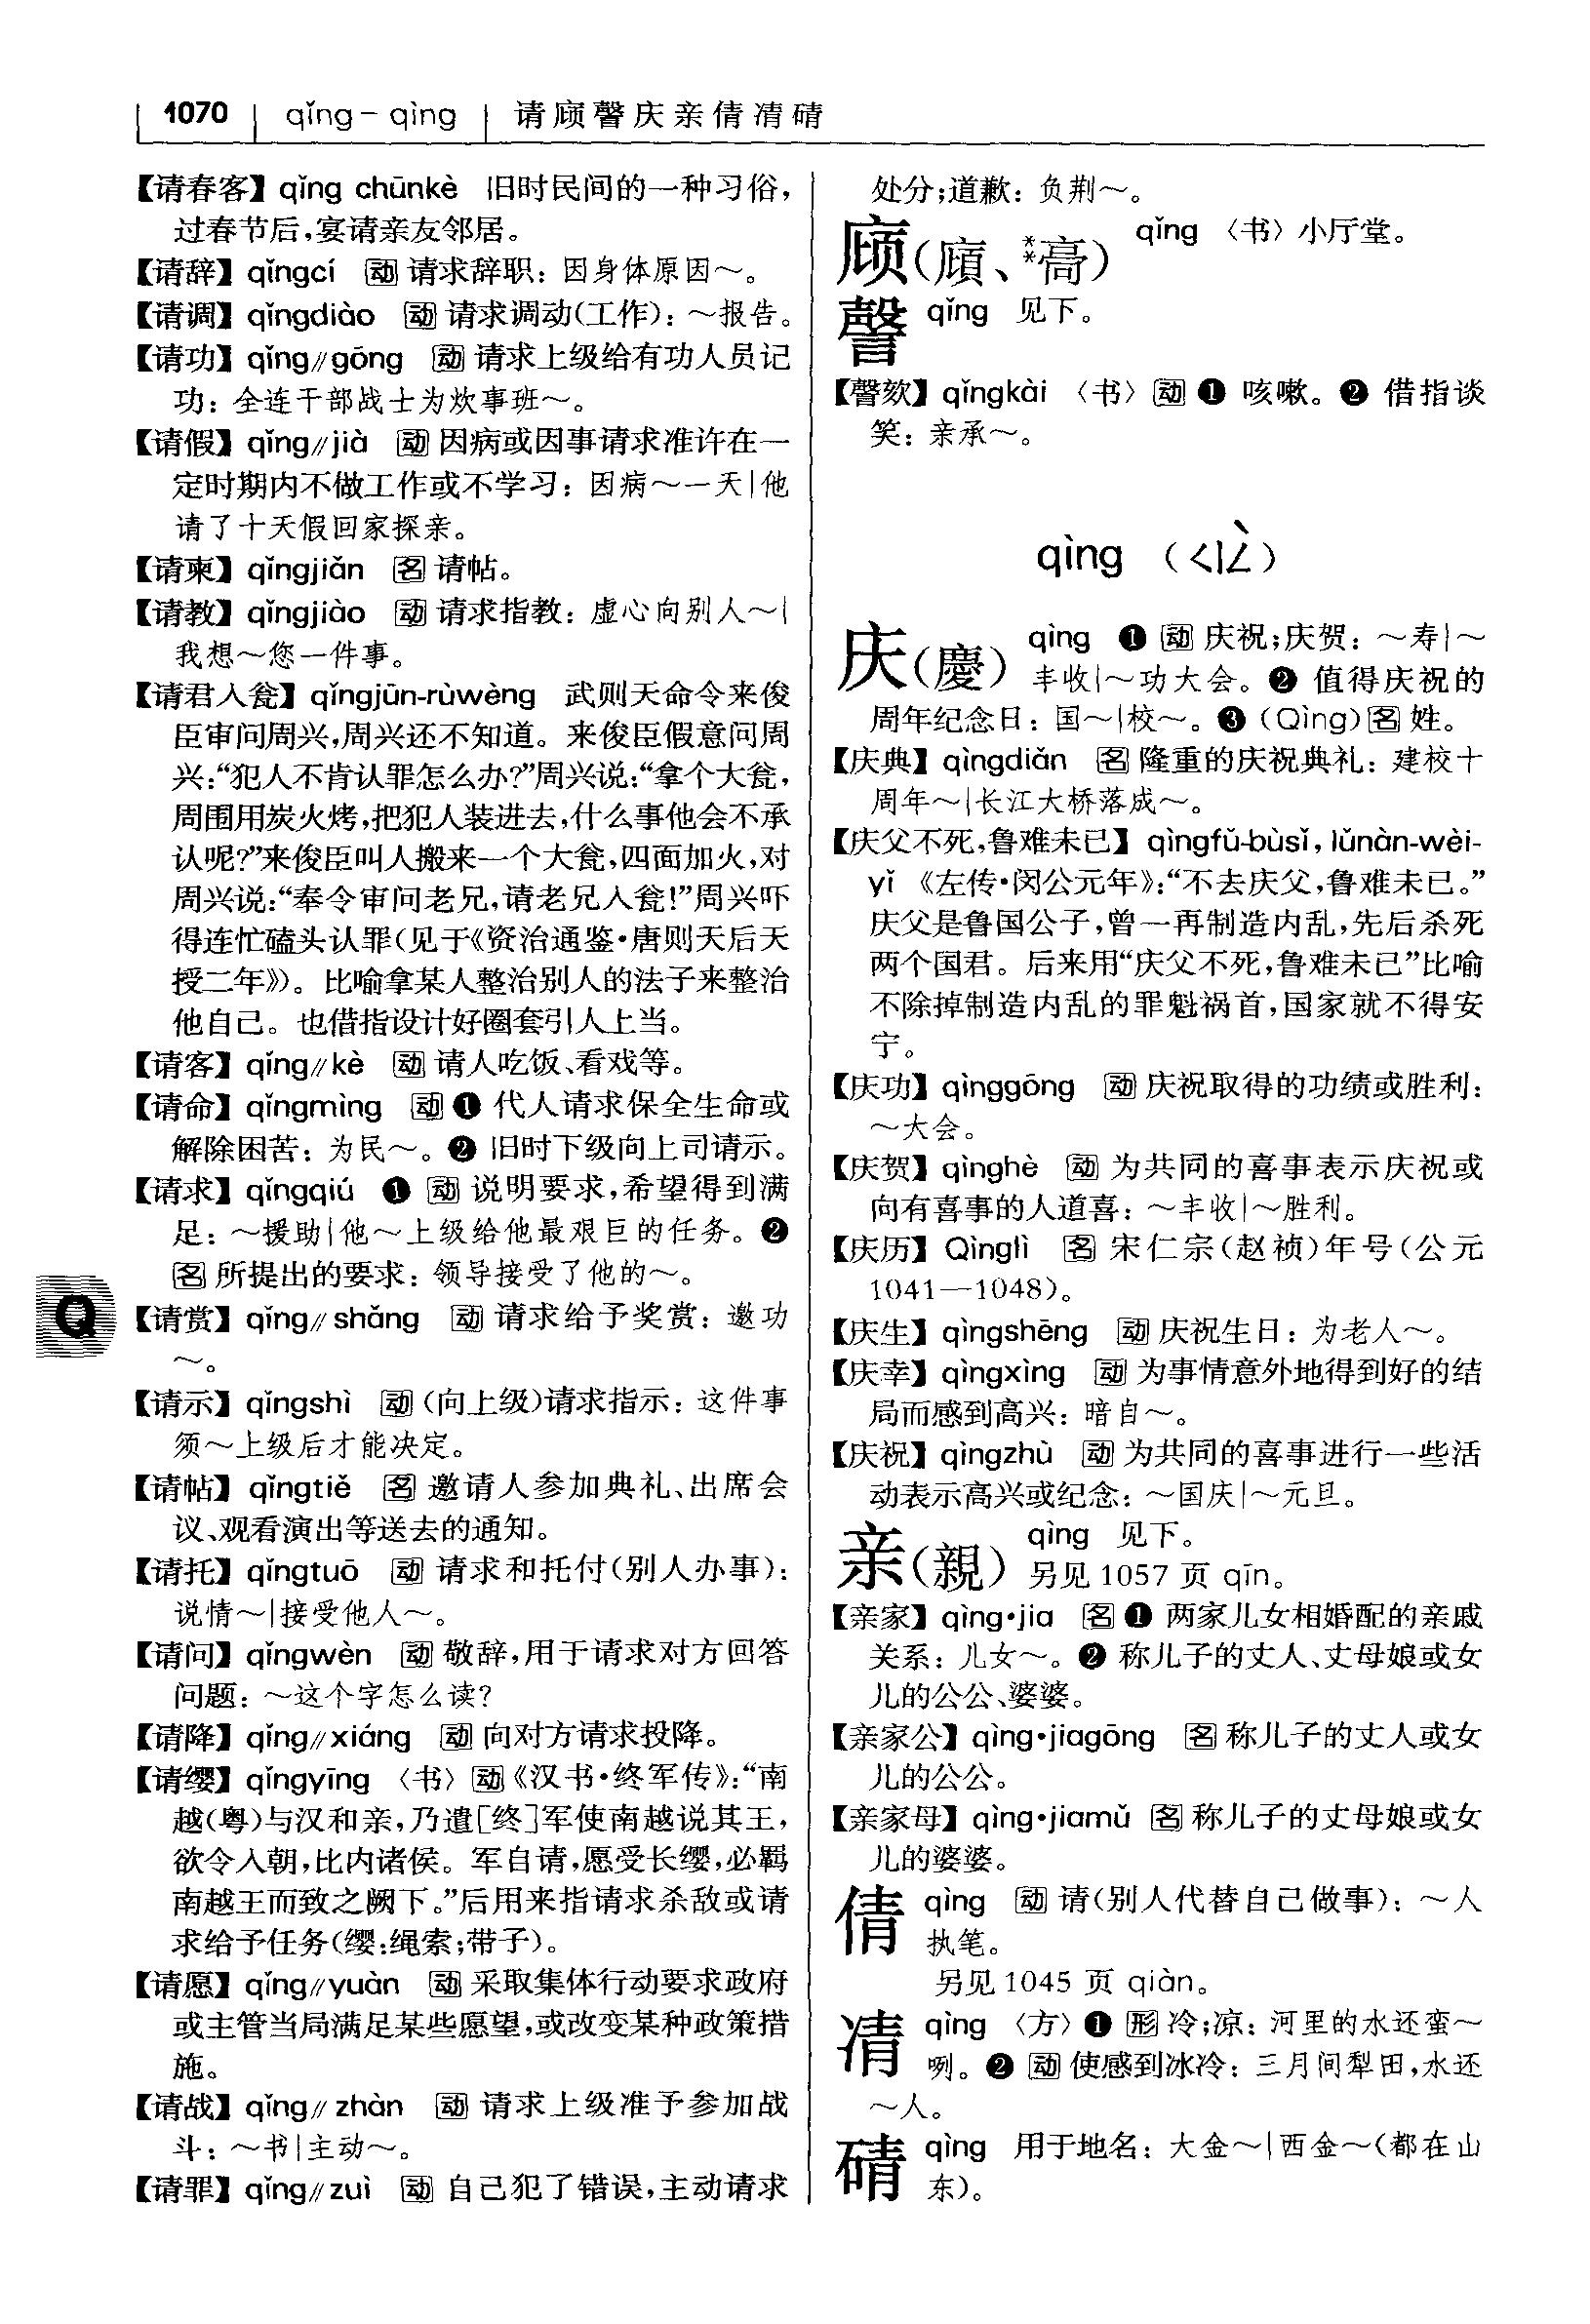 1070 qǐng – qìng 请庼謦庆亲倩凊碃
【请春客】 qǐng chūnkè 旧时民间的一种习俗，
过春节后，宴请亲友邻居。
【请辞】 qǐngcí 动 请求辞职：因身体原因～。
【请调】 qǐngdiào 动 请求调动（工作）：～报告。
【请功】 qǐng∥gōng 动 请求上级给有功人员记
功：全连干部战士为炊事班～。
【请假】 qǐng∥jià 动 因病或因事请求准许在一
定时期内不做工作或不学习：因病～一天|他
请了十天假回家探亲。
【请柬】 qǐngjiǎn 名 请帖。
【请教】 qǐngjiào 动 请求指教：虚心向别人～|
我想～您一件事。
【请君入瓮】 qǐngjūn-rùwèng 武则天命令来俊
臣审问周兴，周兴还不知道。来俊臣假意问周
兴：“犯人不肯认罪怎么办？”周兴说：“拿个大瓮，
周围用炭火烤，把犯人装进去，什么事他会不承
认呢？”来俊臣叫人搬来一个大瓮，四面加火，对
周兴说：“奉令审问老兄，请老兄入瓮！”周兴吓
得连忙磕头认罪（见于《资治通鉴·唐则天后天
授二年》）。比喻拿某人整治别人的法子来整治
他自己。也借指设计好圈套引人上当。
【请客】 qǐng∥kè 动 请人吃饭、看戏等。
【请命】 qǐngmìng 动 ❶ 代人请求保全生命或
解除困苦：为民～。❷ 旧时下级向上司请示。
【请求】 qǐngqiú ❶ 动 说明要求，希望得到满
足：～援助|他～上级给他最艰巨的任务。❷
名 所提出的要求：领导接受了他的～。
【请赏】 qǐng∥shǎng 动 请求给予奖赏：邀功
～。
【请示】 qǐngshì 动 （向上级）请求指示：这件事
须～上级后才能决定。
【请帖】 qǐngtiě 名 邀请人参加典礼、出席会
议、观看演出等送去的通知。
【请托】 qǐngtuō 动 请求和托付（别人办事）：
说情～|接受他人～。
【请问】 qǐngwèn 动 敬辞，用于请求对方回答
问题：～这个字怎么读？
【请降】 qǐng∥xiáng 动 向对方请求投降。
【请缨】 qǐngyīng 〈书〉 动 《汉书·终军传》：“南
越（粤）与汉和亲，乃遣[终]军使南越说其王，
欲令入朝，比内诸侯。军自请，愿受长缨，必羁
南越王而致之阙下。”后用来指请求杀敌或请
求给予任务（缨：绳索；带子）。
【请愿】 qǐng∥yuàn 动 采取集体行动要求政府
或主管当局满足某些愿望，或改变某种政策措
施。
【请战】 qǐng∥zhàn 动 请求上级准予参加战
斗：～书|主动～。
【请罪】 qǐng∥zuì 动 自己犯了错误，主动请求
Q
处分；道歉：负荆～。
庼（廎、**高） qǐng 〈书〉小厅堂。
謦 qǐng 见下。
【謦欬】 qǐngkài 〈书〉 动 ❶ 咳嗽。❷ 借指谈
笑：亲承～。
qìng （ㄑㄧㄥˋ）
庆（慶） qìng ❶ 动 庆祝；庆贺：～寿|～
丰收|～功大会。❷ 值得庆祝的
周年纪念日：国～|校～。❸ （Qìng） 名 姓。
【庆典】 qìngdiǎn 名 隆重的庆祝典礼：建校十
周年～|长江大桥落成～。
【庆父不死，鲁难未已】 qìngfǔ-bùsǐ，lǔnàn-wèi-
yǐ 《左传·闵公元年》：“不去庆父，鲁难未已。”
庆父是鲁国公子，曾一再制造内乱，先后杀死
两个国君。后来用“庆父不死，鲁难未已”比喻
不除掉制造内乱的罪魁祸首，国家就不得安
宁。
【庆功】 qìnggōng 动 庆祝取得的功绩或胜利：
～大会。
【庆贺】 qìnghè 动 为共同的喜事表示庆祝或
向有喜事的人道喜：～丰收|～胜利。
【庆历】 Qìnglì 名 宋仁宗（赵祯）年号（公元
1041—1048）。
【庆生】 qìngshēng 动 庆祝生日：为老人～。
【庆幸】 qìngxìng 动 为事情意外地得到好的结
局而感到高兴：暗自～。
【庆祝】 qìngzhù 动 为共同的喜事进行一些活
动表示高兴或纪念：～国庆|～元旦。
亲（親） qìng 见下。
另见 1057 页 qīn。
【亲家】 qìng·jia 名 ❶ 两家儿女相婚配的亲戚
关系：儿女～。❷ 称儿子的丈人、丈母娘或女
儿的公公、婆婆。
【亲家公】 qìng·jiagōng 名 称儿子的丈人或女
儿的公公。
【亲家母】 qìng·jiamǔ 名 称儿子的丈母娘或女
儿的婆婆。
倩 qìng 动 请（别人代替自己做事）：～人
执笔。
另见 1045 页 qiàn。
凊 qìng 〈方〉 ❶ 形 冷；凉：河里的水还蛮～
咧。❷ 动 使感到冰冷：三月间犁田，水还
～人。
碃 qìng 用于地名：大金～|西金～（都在山
东）。